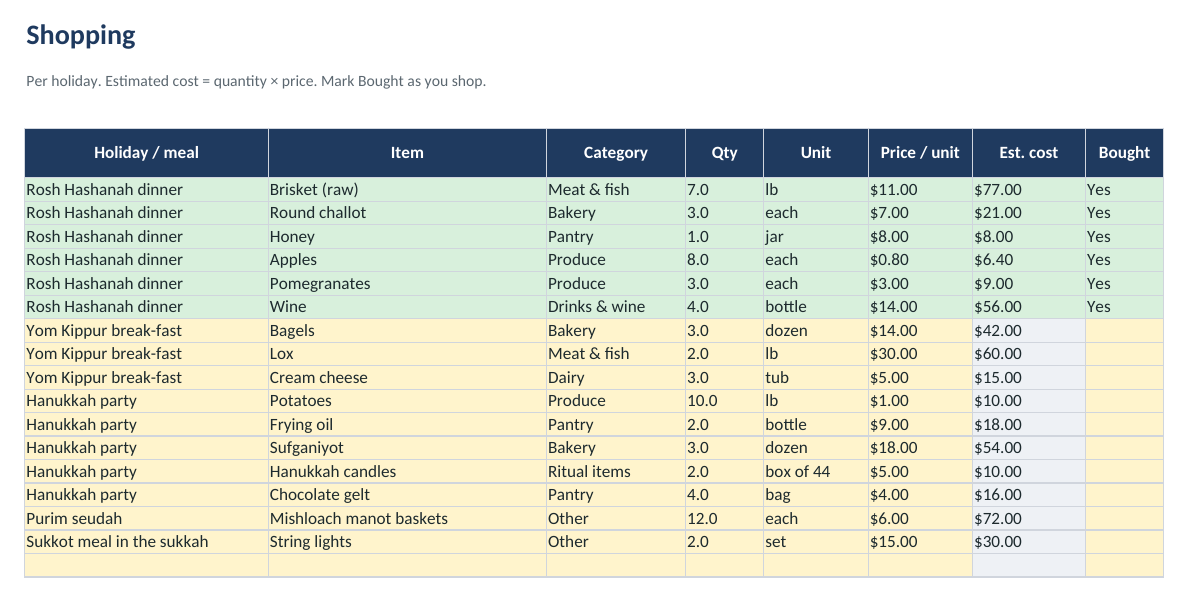 Shopping
Per holiday. Estimated cost = quantity × price. Mark Bought as you shop.
Holiday / meal Item Category Qty Unit Price / unit Est. cost Bought
Rosh Hashanah dinner Brisket (raw) Meat & fish 7.0 lb $11.00 $77.00 Yes
Rosh Hashanah dinner Round challot Bakery 3.0 each $7.00 $21.00 Yes
Rosh Hashanah dinner Honey Pantry 1.0 jar $8.00 $8.00 Yes
Rosh Hashanah dinner Apples Produce 8.0 each $0.80 $6.40 Yes
Rosh Hashanah dinner Pomegranates Produce 3.0 each $3.00 $9.00 Yes
Rosh Hashanah dinner Wine Drinks & wine 4.0 bottle $14.00 $56.00 Yes
Yom Kippur break-fast Bagels Bakery 3.0 dozen $14.00 $42.00
Yom Kippur break-fast Lox Meat & fish 2.0 lb $30.00 $60.00
Yom Kippur break-fast Cream cheese Dairy 3.0 tub $5.00 $15.00
Hanukkah party Potatoes Produce 10.0 lb $1.00 $10.00
Hanukkah party Frying oil Pantry 2.0 bottle $9.00 $18.00
Hanukkah party Sufganiyot Bakery 3.0 dozen $18.00 $54.00
Hanukkah party Hanukkah candles Ritual items 2.0 box of 44 $5.00 $10.00
Hanukkah party Chocolate gelt Pantry 4.0 bag $4.00 $16.00
Purim seudah Mishloach manot baskets Other 12.0 each $6.00 $72.00
Sukkot meal in the sukkah String lights Other 2.0 set $15.00 $30.00